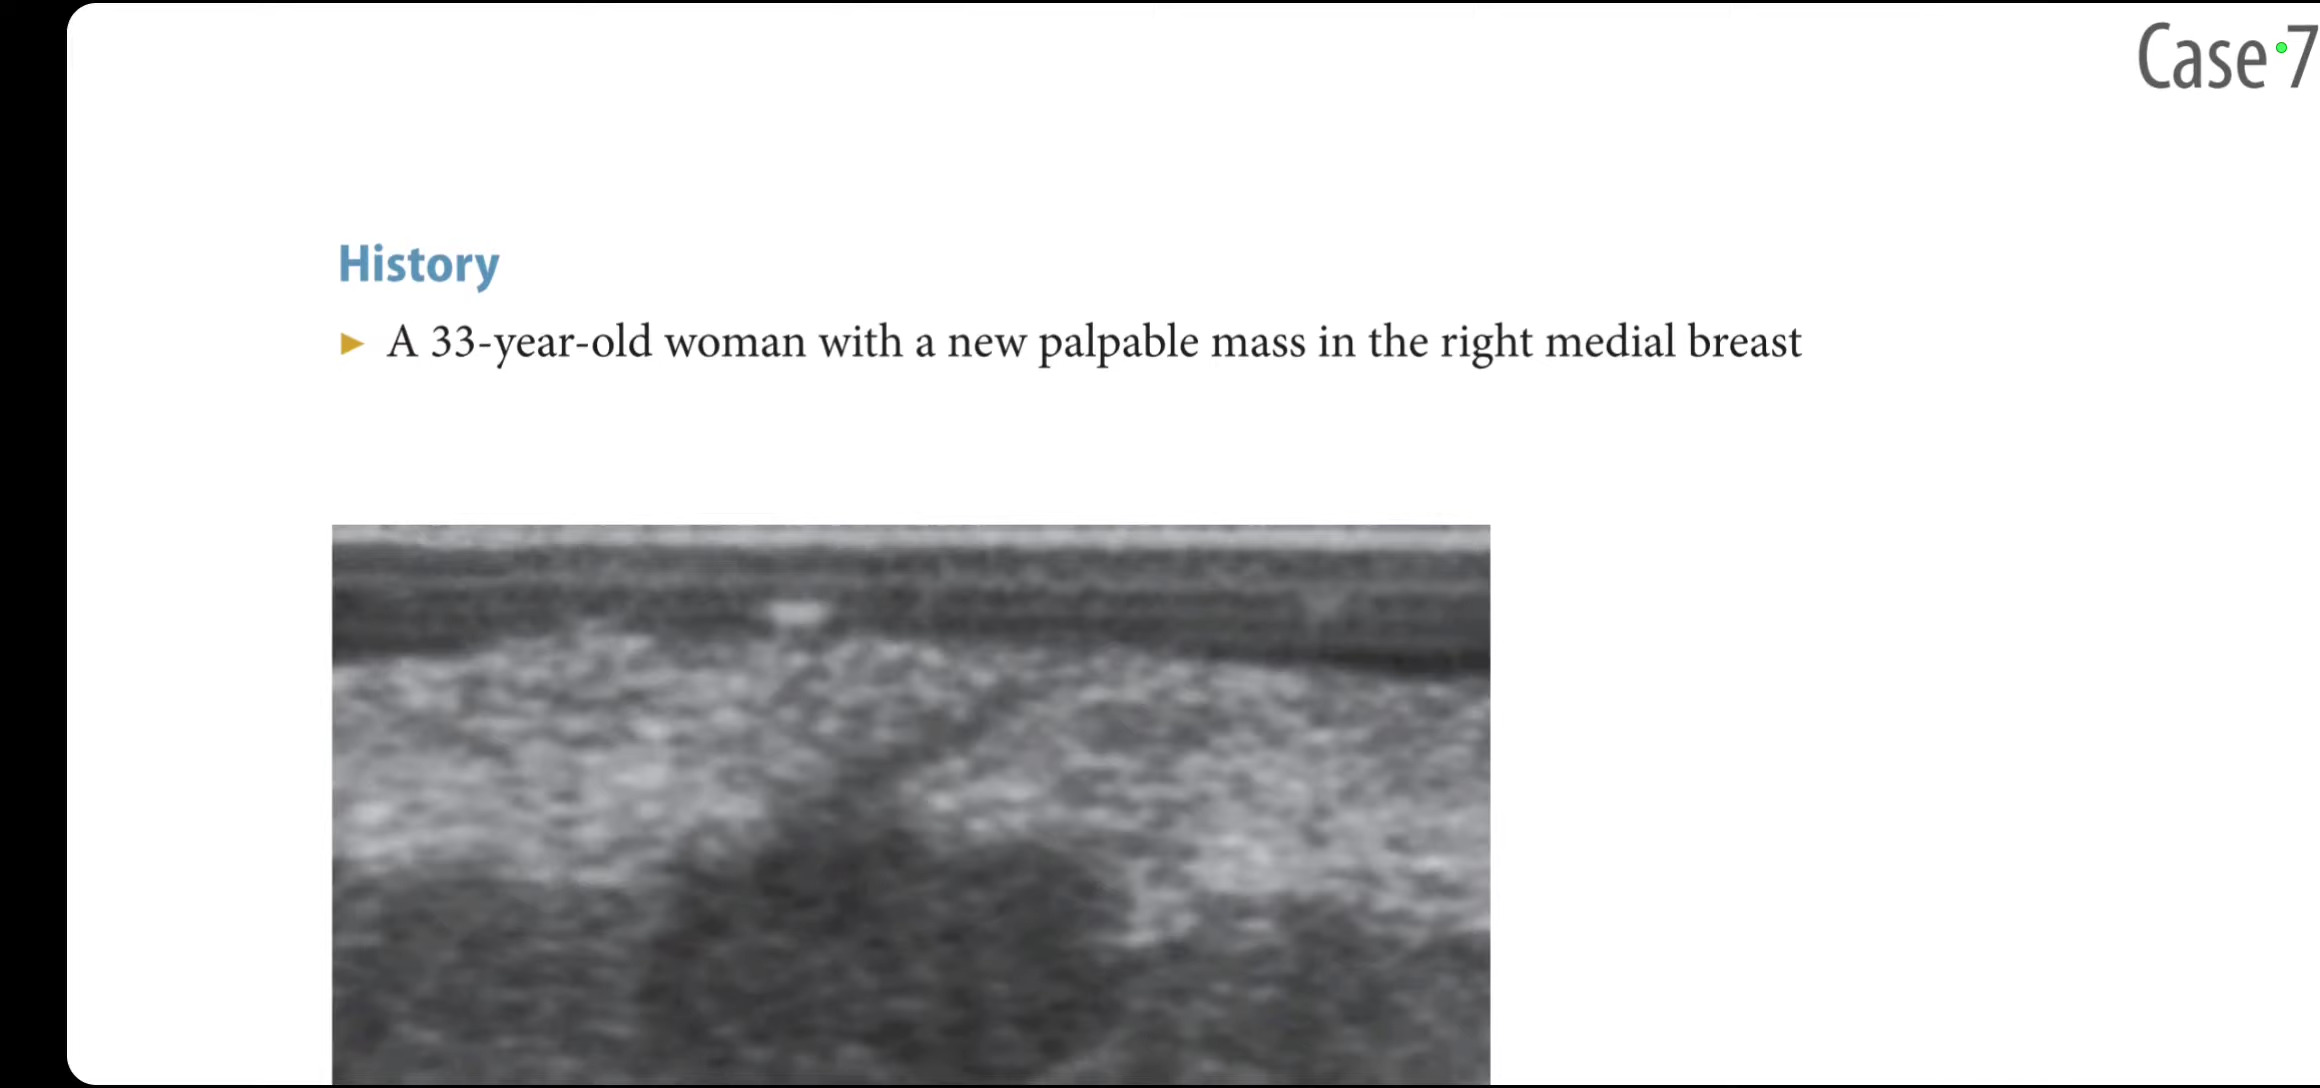 Case 7
History
► A 33-year-old woman with a new palpable mass in the right medial breast